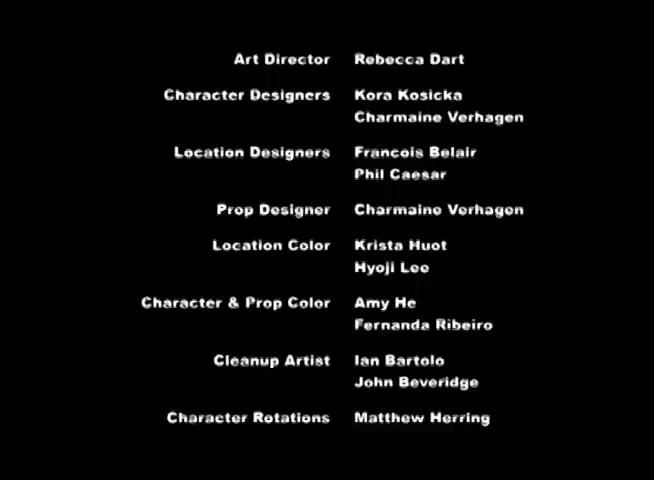 Art Director Rebecca Dart
Character Designers Kora Kosicka
Charmaine Verhagen
Location Designers Francois Belair
Phil Caesar
Prop Designer Charmaine Verhagen
Location Color Krista Huot
Hyoji Lee
Character & Prop Color Amy He
Fernanda Ribeiro
Cleanup Artist Ian Bartolo
John Beveridge
Character Rotations Matthew Herring